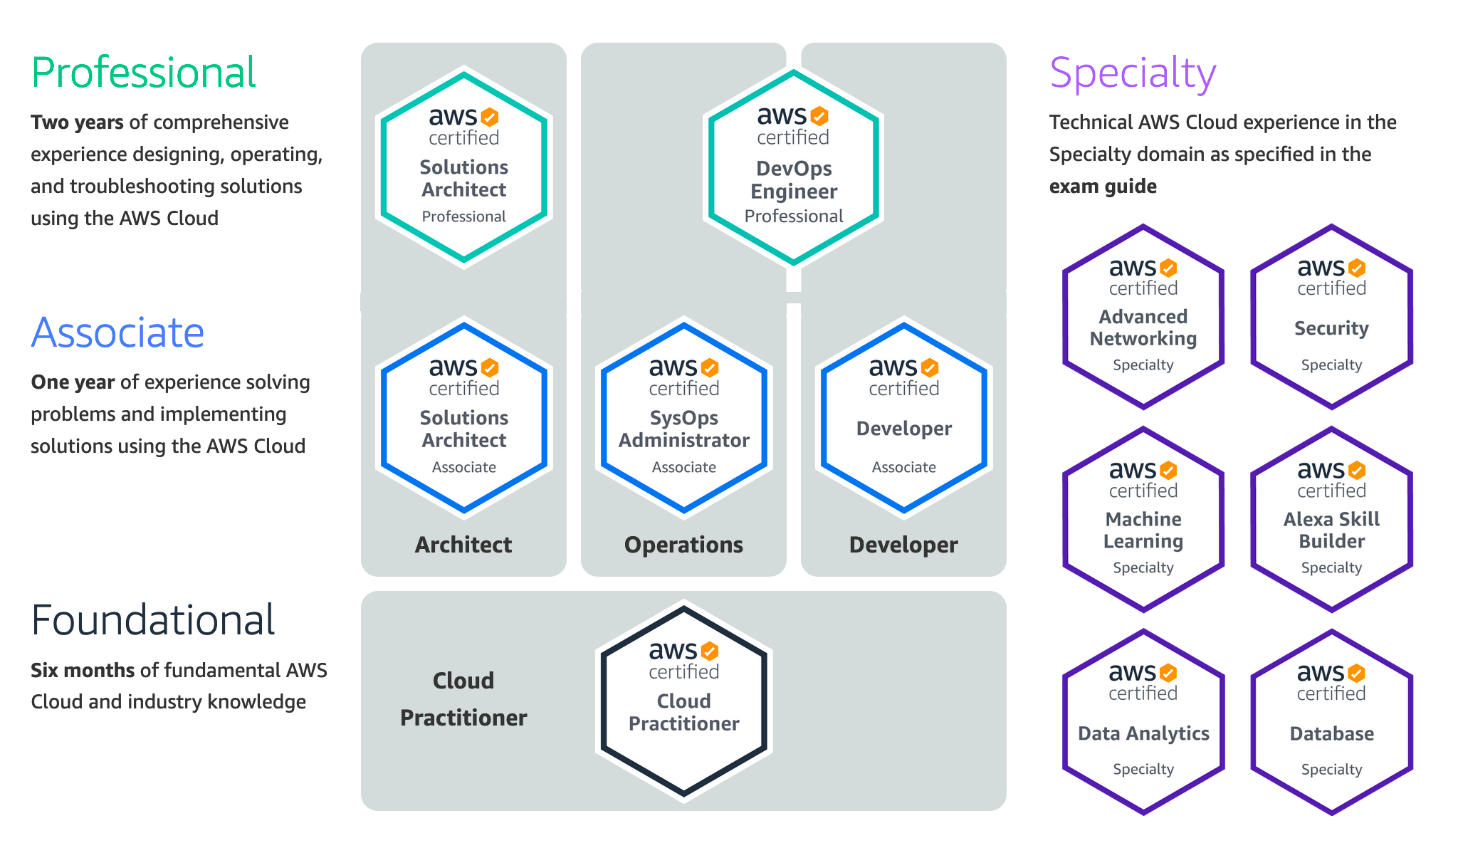 Professional
Two years of comprehensive
experience designing, operating,
and troubleshooting solutions
using the AWS Cloud
aws
certified
Solutions
Architect
Professional
aws
certified
DevOps
Engineer
Professional
Associate
One year of experience solving
problems and implementing
solutions using the AWS Cloud
aws
certified
Solutions
Architect
Associate
aws
certified
SysOps
Administrator
Associate
aws
certified
Developer
Associate
Architect
Operations
Developer
Foundational
Six months of fundamental AWS
Cloud and industry knowledge
Cloud
Practitioner
aws
certified
Cloud
Practitioner
Specialty
Technical AWS Cloud experience in the
Specialty domain as specified in the
exam guide
aws
certified
Advanced
Networking
Specialty
aws
certified
Security
Specialty
aws
certified
Machine
Learning
Specialty
aws
certified
Alexa Skill
Builder
Specialty
aws
certified
Data Analytics
Specialty
aws
certified
Database
Specialty